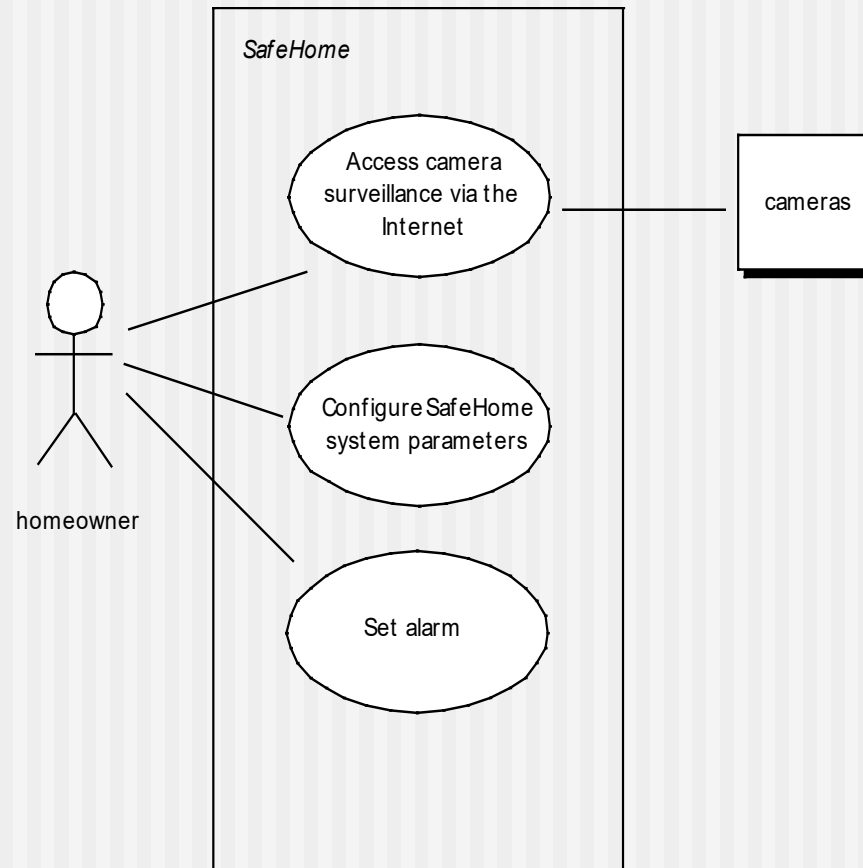 SafeHome
Access camera
surveillance via the
Internet
cameras
Configure SafeHome
system parameters
homeowner
Set alarm